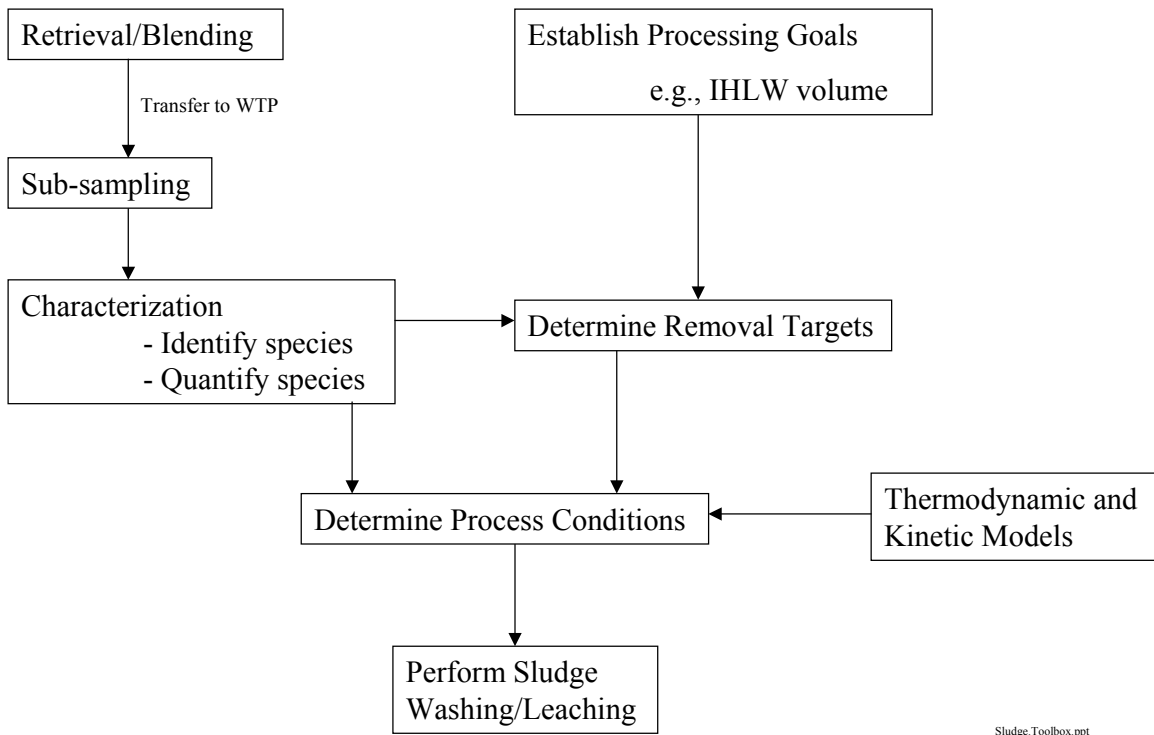 Retrieval/Blending
Establish Processing Goals
e.g., IHLW volume
Transfer to WTP
Sub-sampling
Characterization
- Identify species
- Quantify species
Determine Removal Targets
Determine Process Conditions
Thermodynamic and
Kinetic Models
Perform Sludge
Washing/Leaching
Sludge.Toolbox.ppt